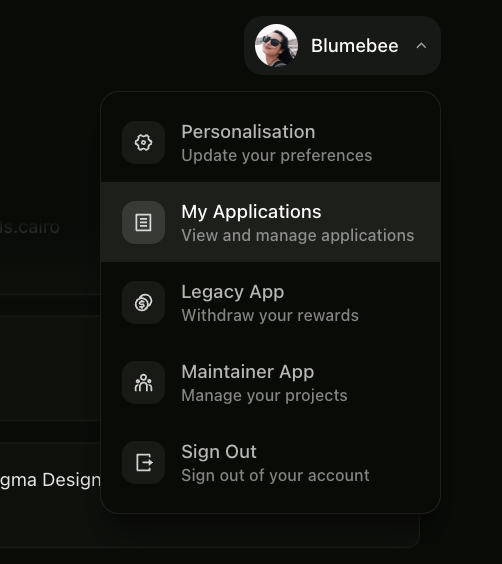 Blumebee
Personalisation
Update your preferences
My Applications
View and manage applications
ls.cairo
Legacy App
Withdraw your rewards
Maintainer App
Manage your projects
Sign Out
Sign out of your account
gma Design